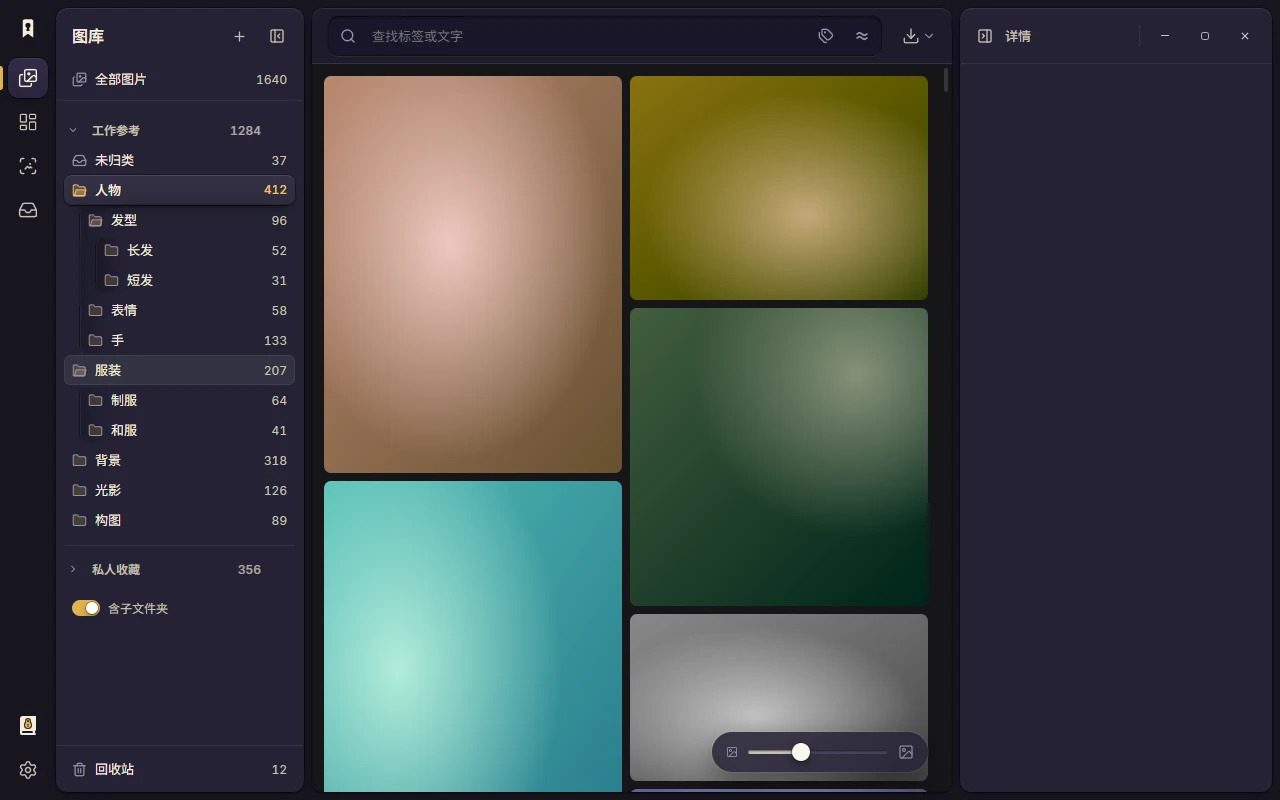 图库
全部图片 1640
工作参考 1284
未归类 37
人物 412
发型 96
长发 52
短发 31
表情 58
手 133
服装 207
制服 64
和服 41
背景 318
光影 126
构图 89
私人收藏 356
含子文件夹
回收站 12
查找标签或文字
详情